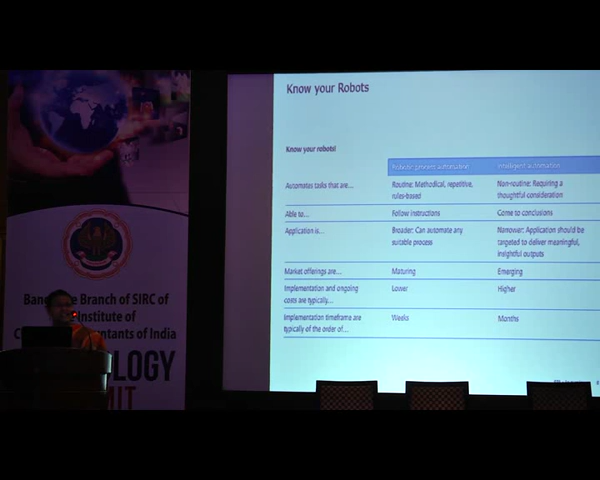 Know your Robots
Know your robots!
Robotic process automation Intelligent automation
Automates tasks that are... Routine: Methodical, repetitive, Non-routine: Requiring a
rules-based thoughtful consideration
Able to... Follow instructions Come to conclusions
Application is... Broader: Can automate any Narrower: Application should be
suitable process targeted to deliver meaningful,
insightful outputs
Market offerings are... Maturing Emerging
Implementation and ongoing Lower Higher
costs are typically...
Implementation timeframe are Weeks Months
typically of the order of...
Branch of SIRC of
Institute of
of India